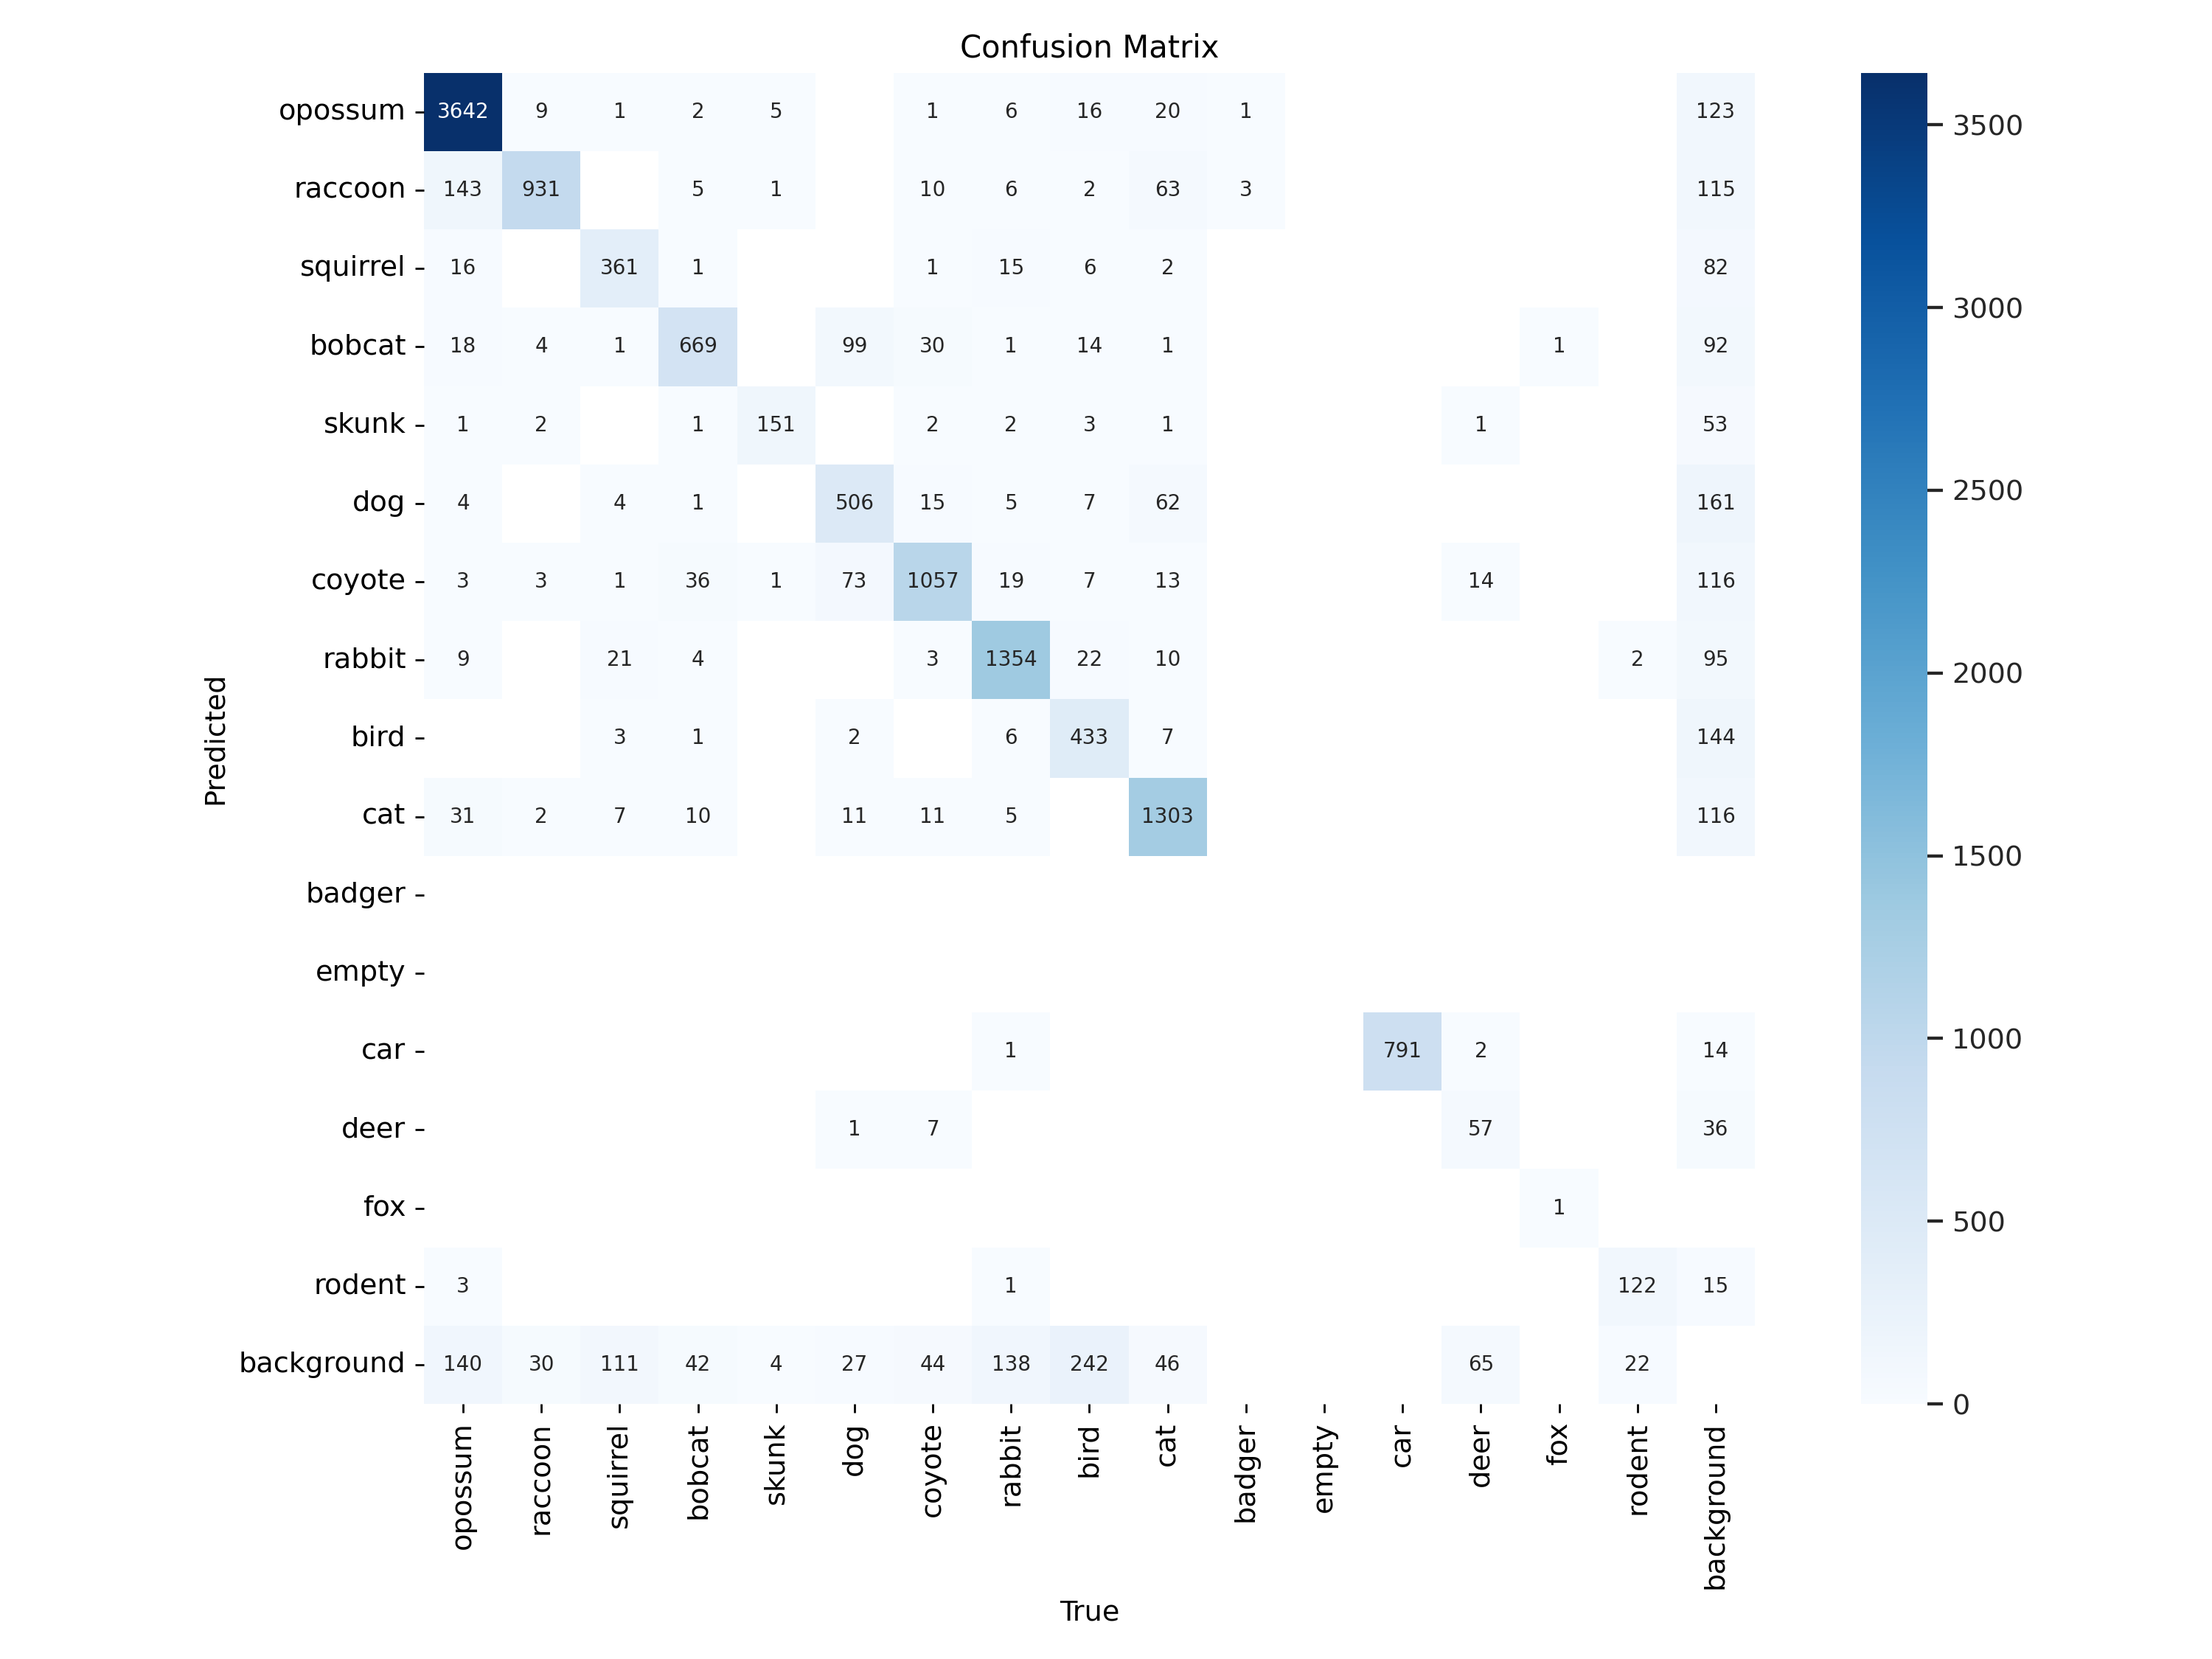 Confusion Matrix
opossum 3642 9 1 2 5 1 6 16 20 1 123
raccoon 143 931 5 1 10 6 2 63 3 115
squirrel 16 361 1 1 15 6 2 82
bobcat 18 4 1 669 99 30 1 14 1 1 92
skunk 1 2 1 151 2 2 3 1 1 53
dog 4 4 1 506 15 5 7 62 161
coyote 3 3 1 36 1 73 1057 19 7 13 14 116
rabbit 9 21 4 3 1354 22 10 2 95
bird 3 1 2 6 433 7 144
cat 31 2 7 10 11 11 5 1303 116
badger
empty
car 1 791 2 14
deer 1 7 57 36
fox 1
rodent 3 1 122 15
background 140 30 111 42 4 27 44 138 242 46 65 22
opossum raccoon squirrel bobcat skunk dog coyote rabbit bird cat badger empty car deer fox rodent background
True
Predicted
3500
3000
2500
2000
1500
1000
500
0